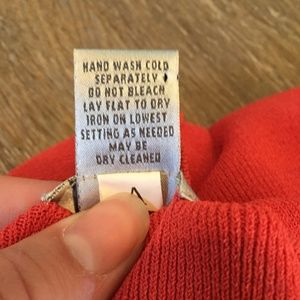 HAND WASH COLD
SEPARATELY
DO NOT BLEACH
LAY FLAT TO DRY
IRON ON LOWEST
SETTING AS NEEDED
MAY BE
DRY CLEANED